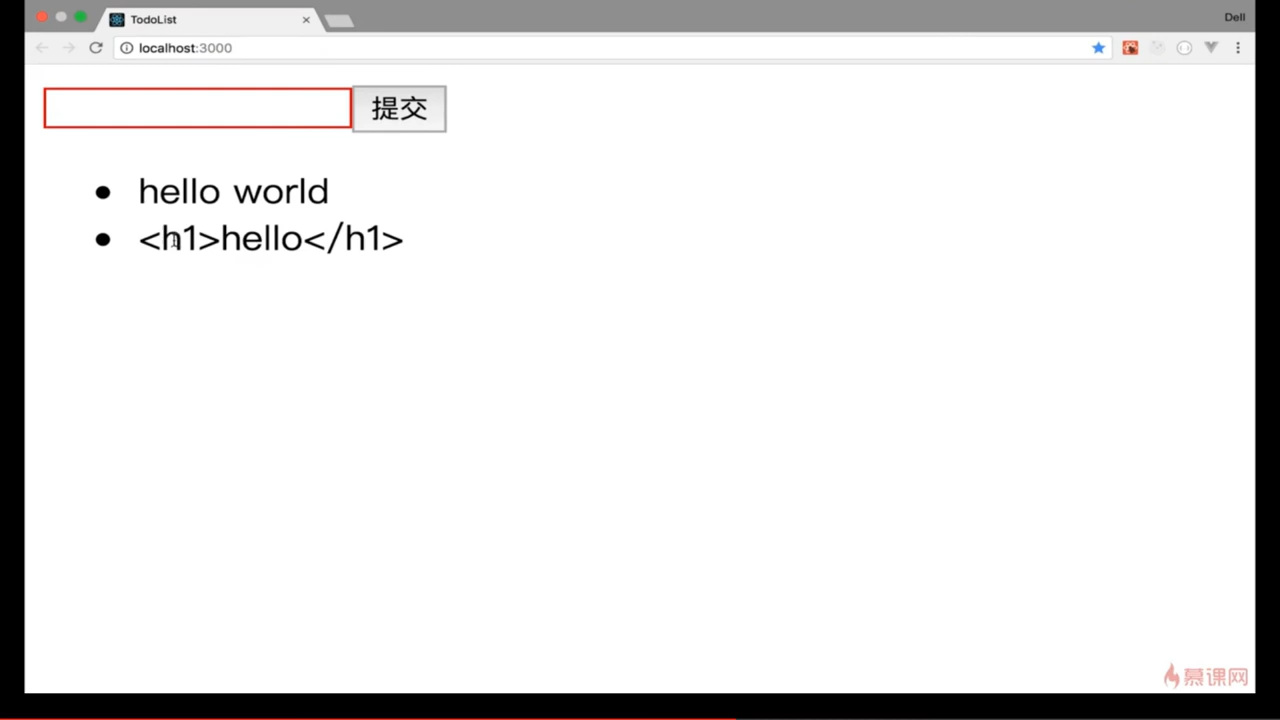 TodoList
Dell
localhost:3000
提交
hello world
<h1>hello</h1>
慕课网